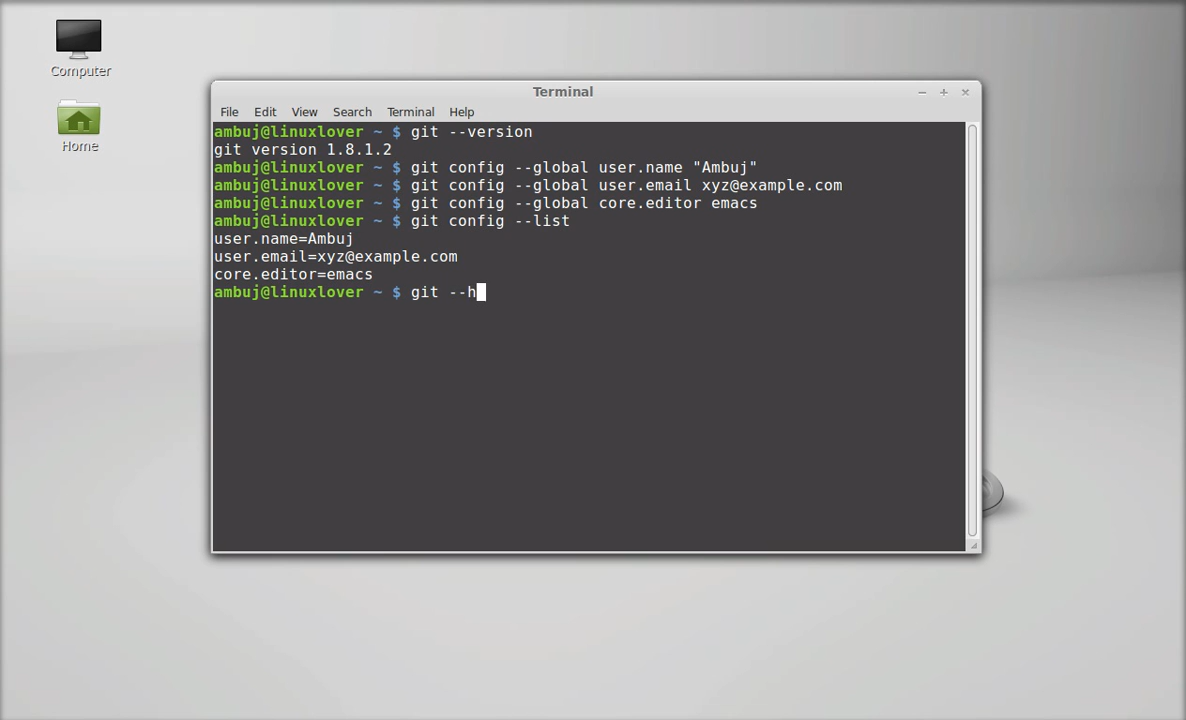 Computer
Home
Terminal
File Edit View Search Terminal Help
ambuj@linuxlover ~ $ git --version
git version 1.8.1.2
ambuj@linuxlover ~ $ git config --global user.name "Ambuj"
ambuj@linuxlover ~ $ git config --global user.email xyz@example.com
ambuj@linuxlover ~ $ git config --global core.editor emacs
ambuj@linuxlover ~ $ git config --list
user.name=Ambuj
user.email=xyz@example.com
core.editor=emacs
ambuj@linuxlover ~ $ git --h